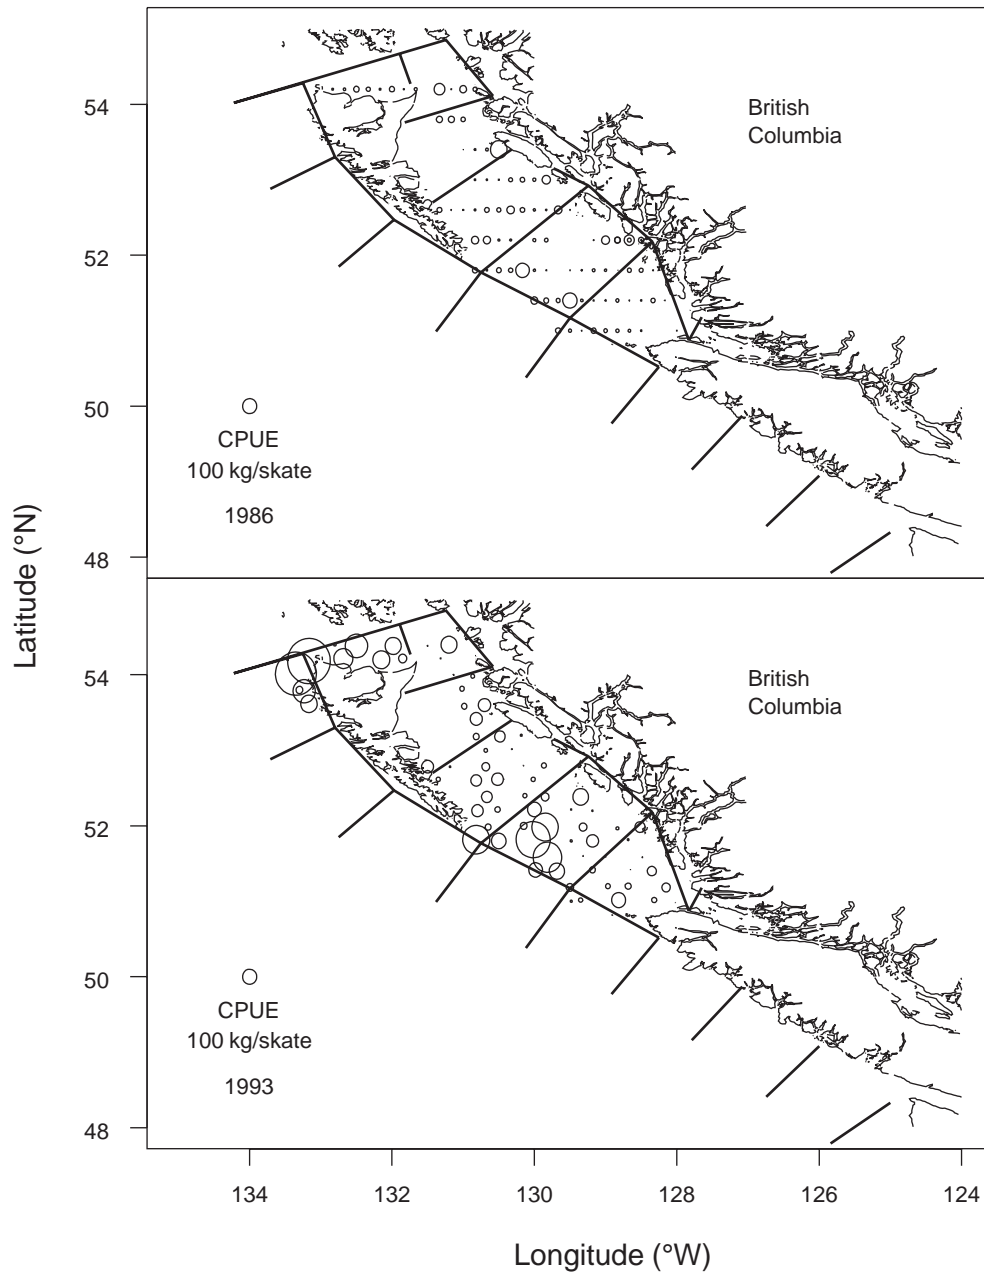 54
52
50
48
British
Columbia
CPUE
100 kg/skate
1986
Latitude (°N)
54
52
50
48
British
Columbia
CPUE
100 kg/skate
1993
134
132
130
128
126
124
Longitude (°W)